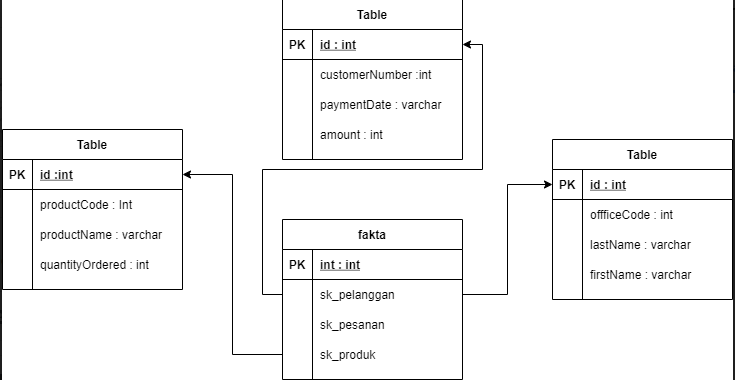 Table
PK id : int
customerNumber :int
paymentDate : varchar
amount : int
Table
PK id :int
productCode : Int
productName : varchar
quantityOrdered : int
Table
PK id : int
offficeCode : int
lastName : varchar
firstName : varchar
fakta
PK int : int
sk_pelanggan
sk_pesanan
sk_produk